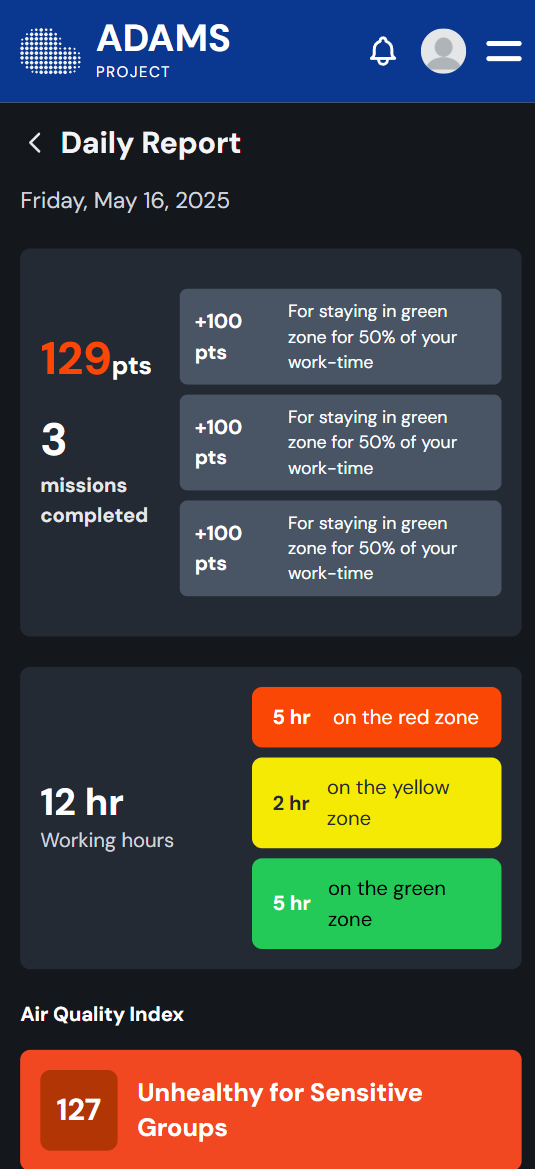 ADAMS
PROJECT
Daily Report
Friday, May 16, 2025
129pts
3
missions
completed
+100
pts
For staying in green
zone for 50% of your
work-time
+100
pts
For staying in green
zone for 50% of your
work-time
+100
pts
For staying in green
zone for 50% of your
work-time
12 hr
Working hours
5 hr on the red zone
2 hr
on the yellow
zone
5 hr
on the green
zone
Air Quality Index
127
Unhealthy for Sensitive
Groups